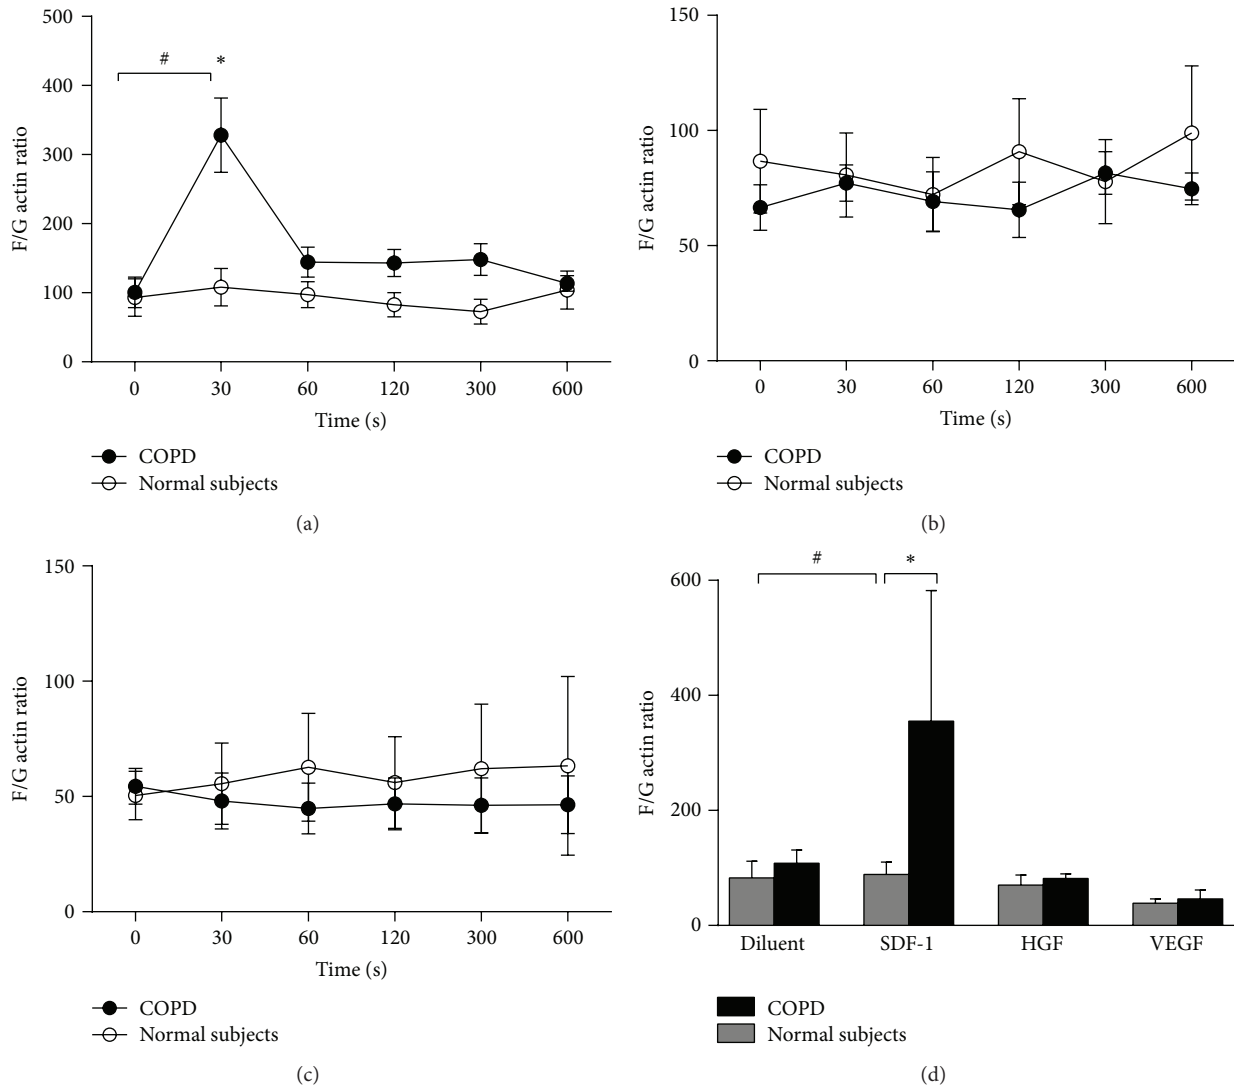 500
400
300
200
100
0
F/G actin ratio
#
*
0 30 60 120 300 600
Time (s)
COPD
Normal subjects
(a)
150
100
50
0
F/G actin ratio
0 30 60 120 300 600
Time (s)
COPD
Normal subjects
(b)
150
100
50
0
F/G actin ratio
0 30 60 120 300 600
Time (s)
COPD
Normal subjects
(c)
600
400
200
0
F/G actin ratio
#
*
Diluent SDF-1 HGF VEGF
COPD
Normal subjects
(d)